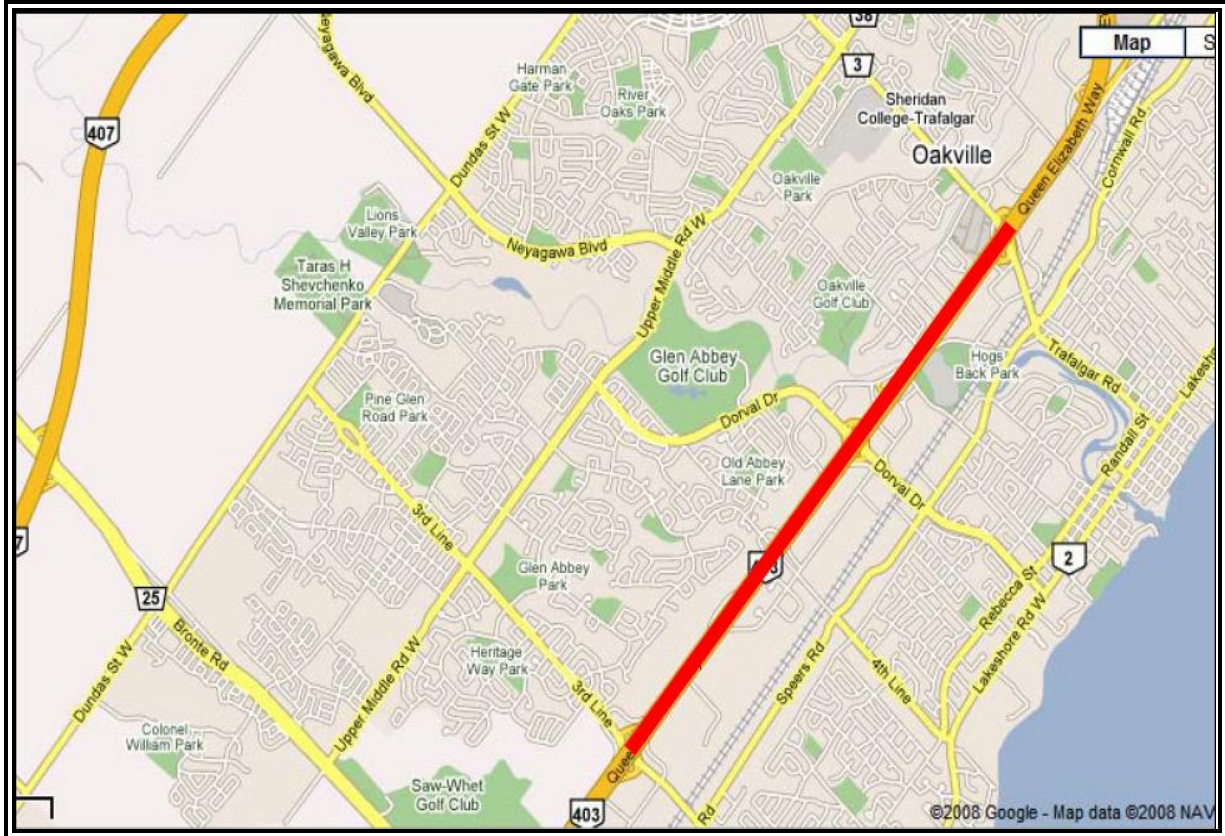 Neyagawa Blvd
38
Map
S
3
Harman
Gate Park
River
Oaks Park
Sheridan
College-Trafalgar
Oakville
407
Dundas St W
Queen Elizabeth Way
Cornwall Rd
Oakville
Park
Lions
Valley Park
Neyagawa Blvd
Upper Middle Rd W
Taras H
Shevchenko
Memorial Park
Oakville
Golf Club
Glen Abbey
Golf Club
Hogs
Back Park
Trafalgar Rd
Lakeshore
Pine Glen
Road Park
Dorval Dr
Randall St
Old Abbey
Lane Park
Dorval Dr
3rd Line
7
Glen Abbey
Park
2
25
Rebecca St
Bronte Rd
Lakeshore Rd W
Heritage
Way Park
Speers Rd
4th Line
3rd Line
Dundas St W
Upper Middle Rd W
Colonel
William Park
Queen
Saw-Whet
Golf Club
403
Rd
©2008 Google - Map data ©2008 NAV